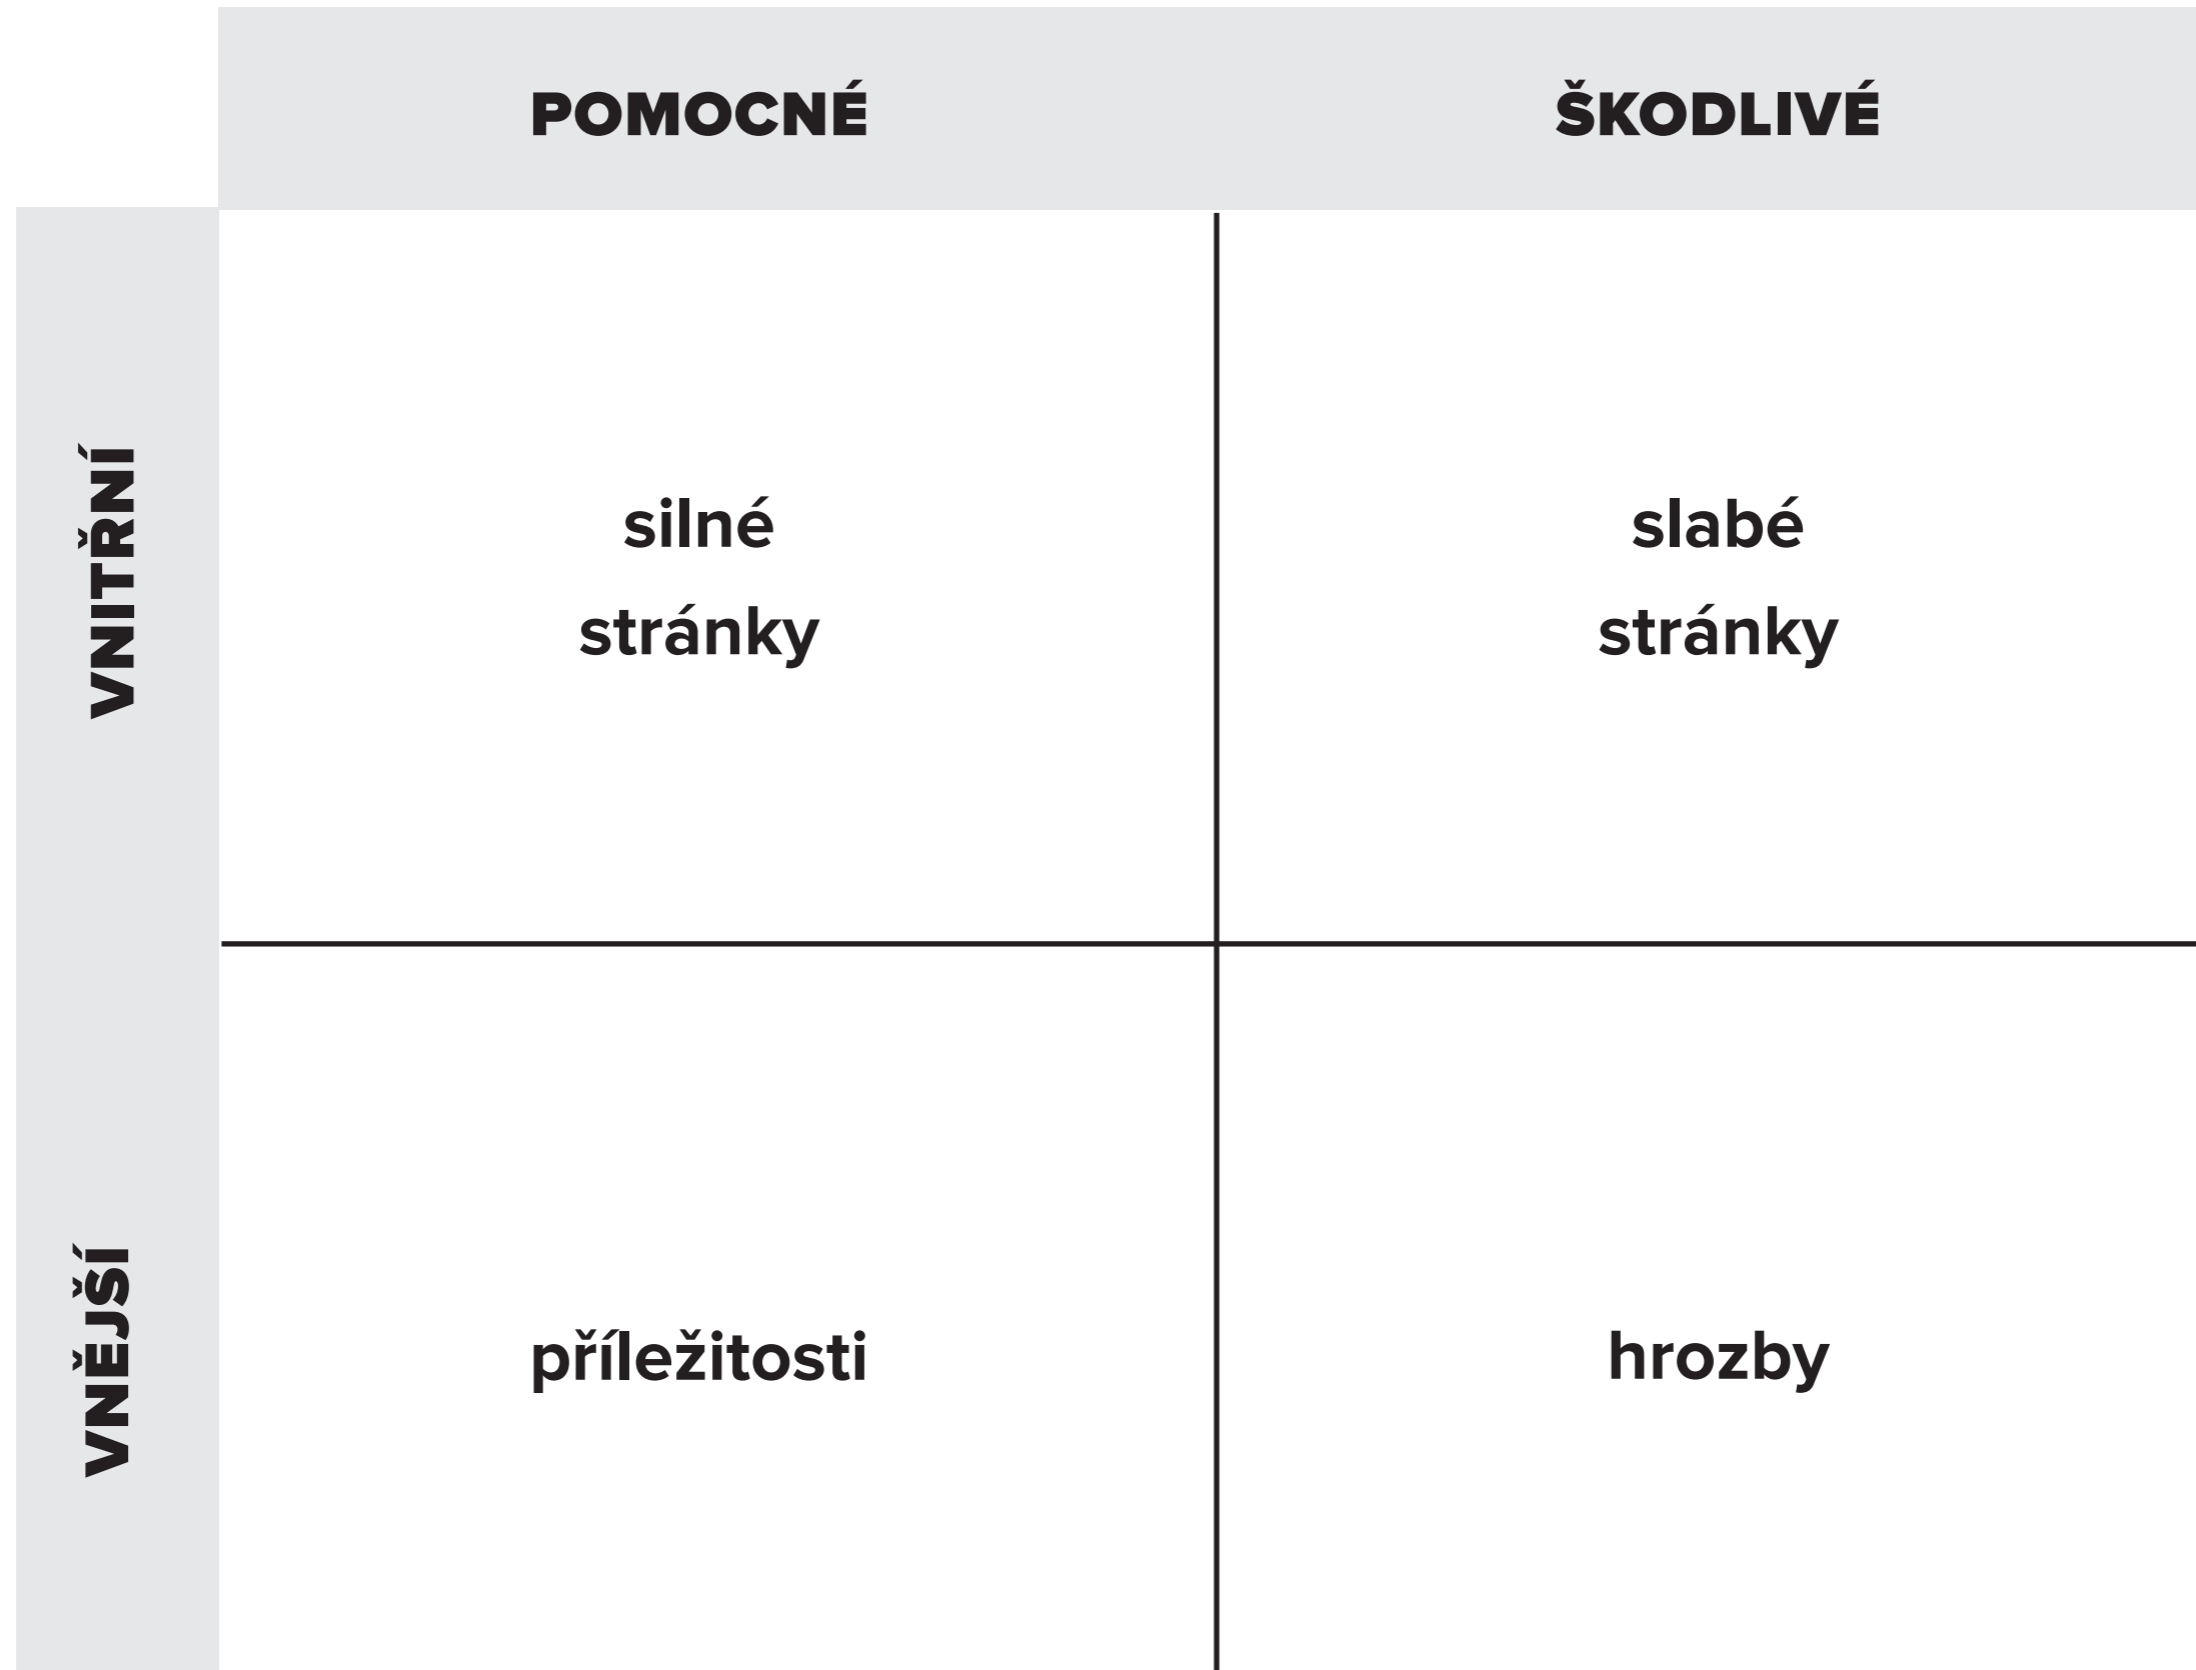 POMOCNÉ
ŠKODLIVÉ
VNITŘNÍ
silné
stránky
slabé
stránky
VNĚJŠÍ
příležitosti
hrozby